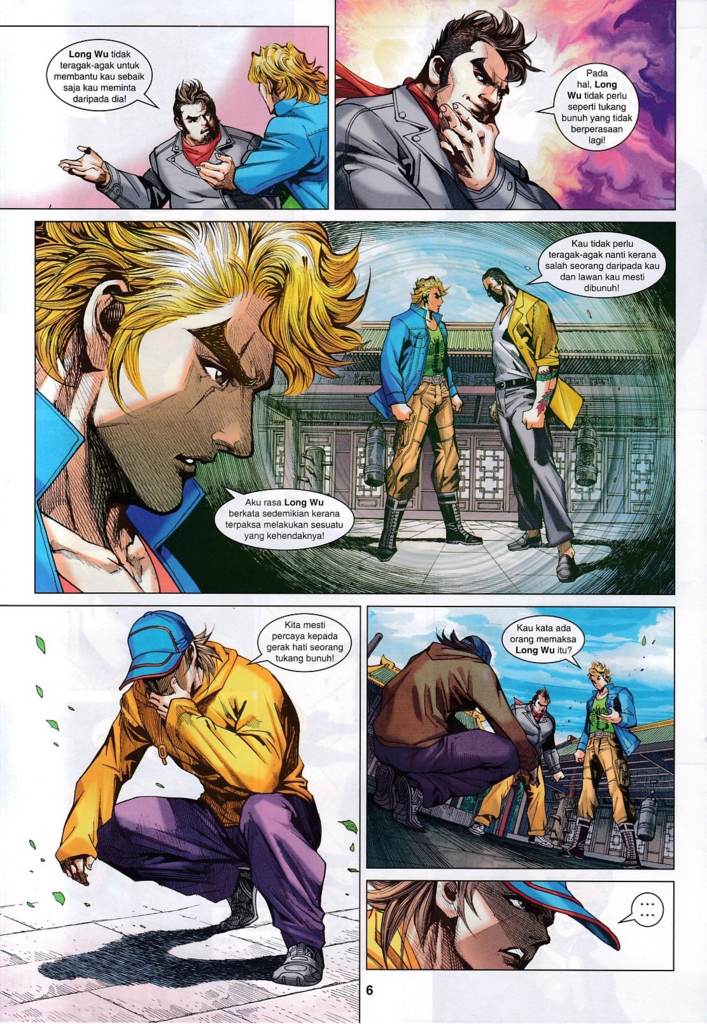 Long Wu tidak
teragak-agak untuk
membantu kau sebaik
saja kau meminta
daripada dia!
Pada
hal, Long
Wu tidak perlu
seperti tukang
bunuh yang tidak
berperasaan
lagi!
Kau tidak perlu
teragak-agak nanti kerana
salah seorang daripada kau
dan lawan kau mesti
dibunuh!
Aku rasa Long Wu
berkata sedemikian kerana
terpaksa melakukan sesuatu
yang kehendaknya!
Kita mesti
percaya kepada
gerak hati seorang
tukang bunuh!
Kau kata ada
orang memaksa
Long Wu itu?
...
...
6